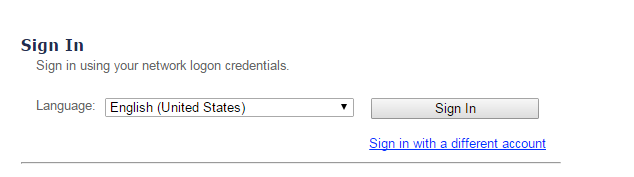 Sign In
Sign in using your network logon credentials.
Language: English (United States) Sign In
Sign in with a different account